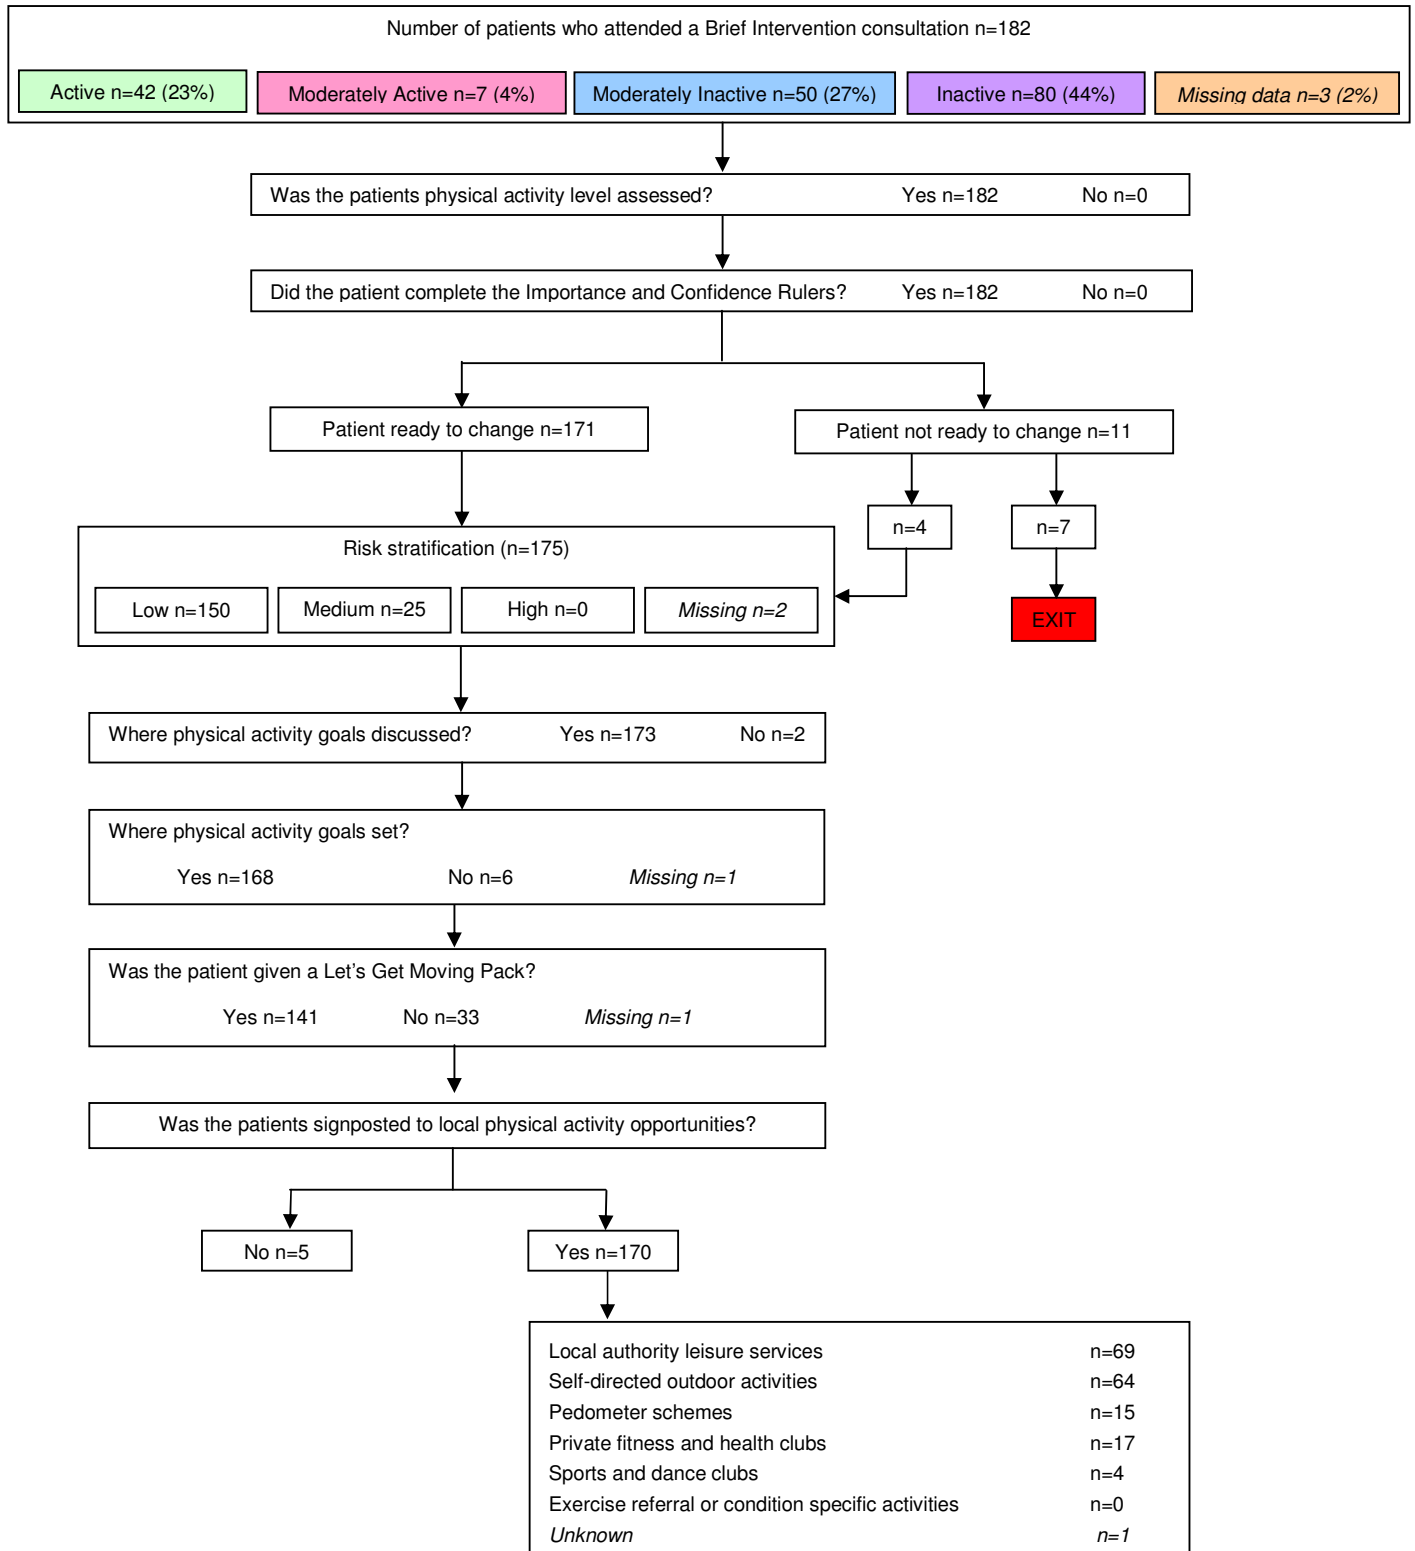 Number of patients who attended a Brief Intervention consultation n=182
Active n=42 (23%) Moderately Active n=7 (4%) Moderately Inactive n=50 (27%) Inactive n=80 (44%) Missing data n=3 (2%)
Was the patients physical activity level assessed? Yes n=182 No n=0
Did the patient complete the Importance and Confidence Rulers? Yes n=182 No n=0
Patient ready to change n=171
Patient not ready to change n=11
n=4 n=7
Risk stratification (n=175)
Low n=150 Medium n=25 High n=0 Missing n=2
EXIT
Where physical activity goals discussed? Yes n=173 No n=2
Where physical activity goals set?
Yes n=168 No n=6 Missing n=1
Was the patient given a Let's Get Moving Pack?
Yes n=141 No n=33 Missing n=1
Was the patients signposted to local physical activity opportunities?
No n=5 Yes n=170
Local authority leisure services n=69
Self-directed outdoor activities n=64
Pedometer schemes n=15
Private fitness and health clubs n=17
Sports and dance clubs n=4
Exercise referral or condition specific activities n=0
Unknown n=1